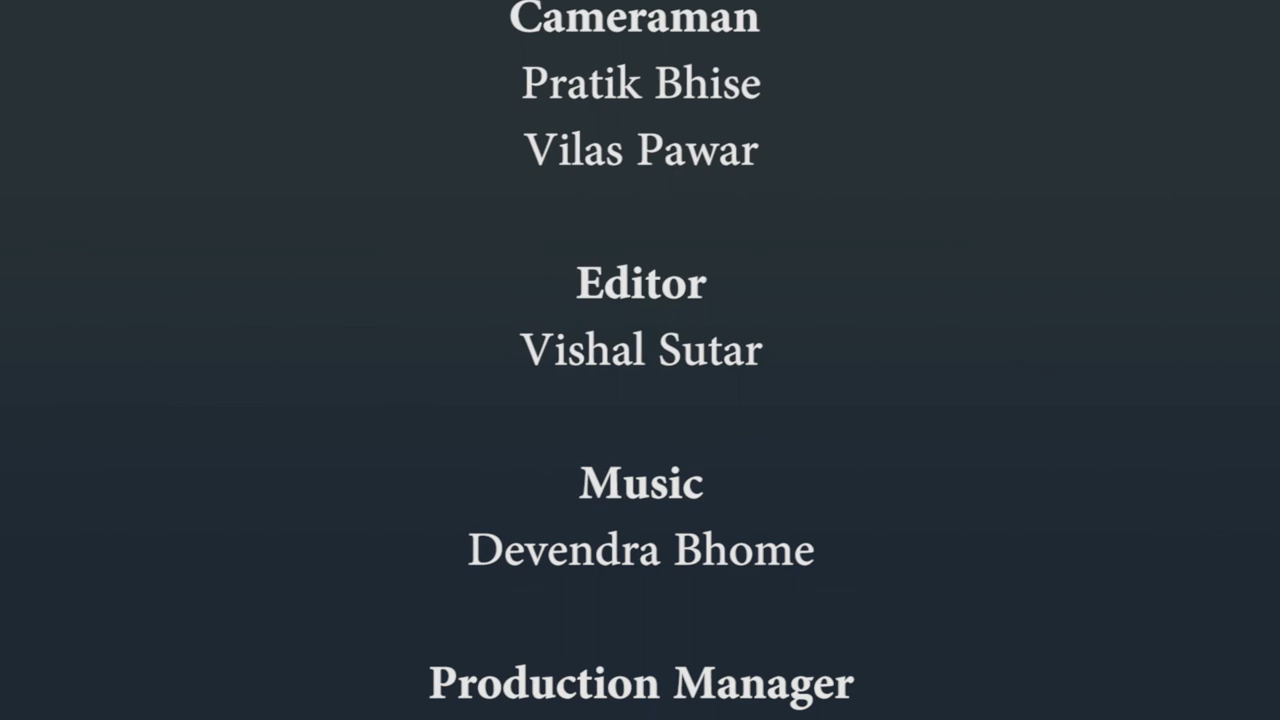 Cameraman
Pratik Bhise
Vilas Pawar
Editor
Vishal Sutar
Music
Devendra Bhome
Production Manager